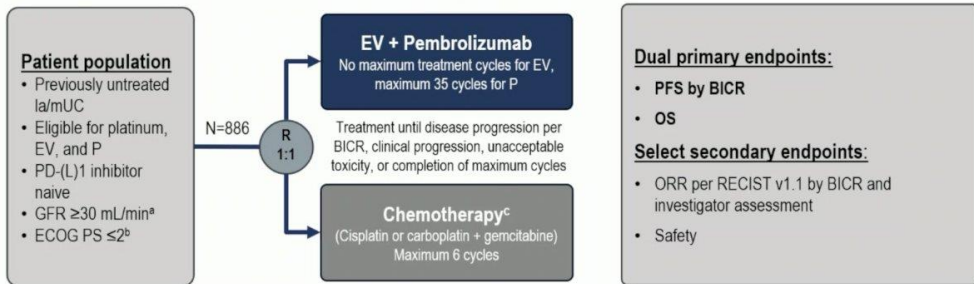 Patient population
• Previously untreated
la/mUC
• Eligible for platinum,
EV, and P
• PD-(L)1 inhibitor
naive
• GFR ≥30 mL/minᵃ
• ECOG PS ≤2ᵇ
N=886
R
1:1
EV + Pembrolizumab
No maximum treatment cycles for EV,
maximum 35 cycles for P
Treatment until disease progression per
BICR, clinical progression, unacceptable
toxicity, or completion of maximum cycles
Chemotherapyᶜ
(Cisplatin or carboplatin + gemcitabine)
Maximum 6 cycles
Dual primary endpoints:
• PFS by BICR
• OS
Select secondary endpoints:
• ORR per RECIST v1.1 by BICR and
investigator assessment
• Safety